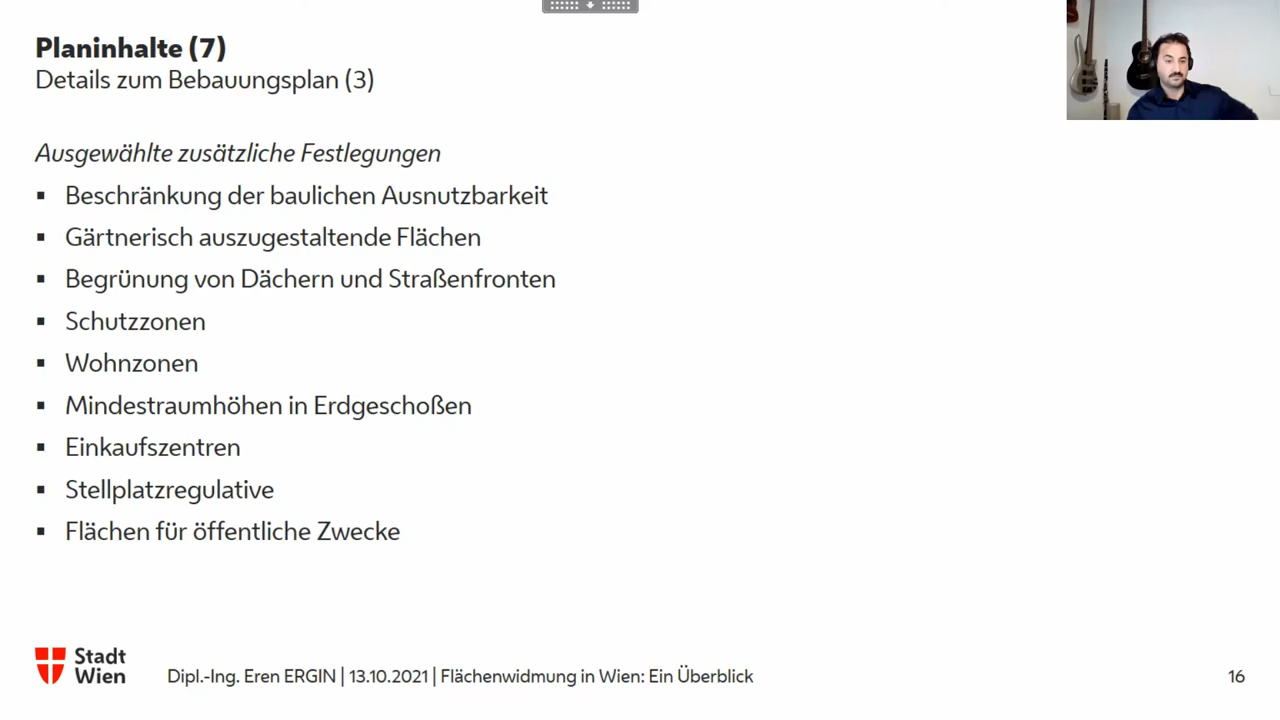 Planinhalte (7)
Details zum Bebauungsplan (3)
Ausgewählte zusätzliche Festlegungen
▪ Beschränkung der baulichen Ausnutzbarkeit
▪ Gärtnerisch auszugestaltende Flächen
▪ Begrünung von Dächern und Straßenfronten
▪ Schutzzonen
▪ Wohnzonen
▪ Mindestraumhöhen in Erdgeschoßen
▪ Einkaufszentren
▪ Stellplatzregulative
▪ Flächen für öffentliche Zwecke
Stadt
Wien
Dipl.-Ing. Eren ERGIN | 13.10.2021 | Flächenwidmung in Wien: Ein Überblick
16